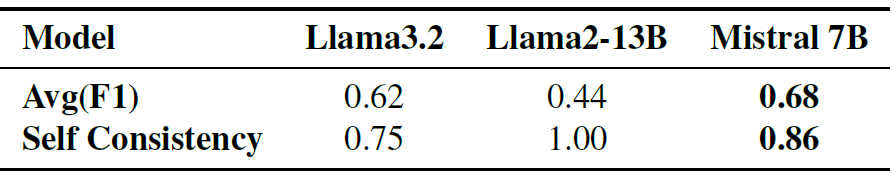 Model Llama3.2 Llama2-13B Mistral 7B
Avg(F1) 0.62 0.44 0.68
Self Consistency 0.75 1.00 0.86